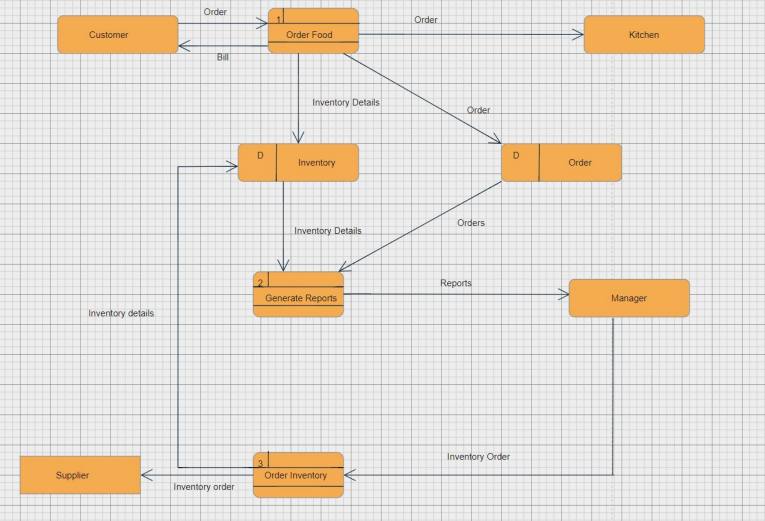 Order
1
Order
Customer
Order Food
Kitchen
Bill
Inventory Details
Order
D
Inventory
D
Order
Orders
Inventory Details
2
Reports
Generate Reports
Manager
Inventory details
Inventory Order
3
Supplier
Order Inventory
Inventory order